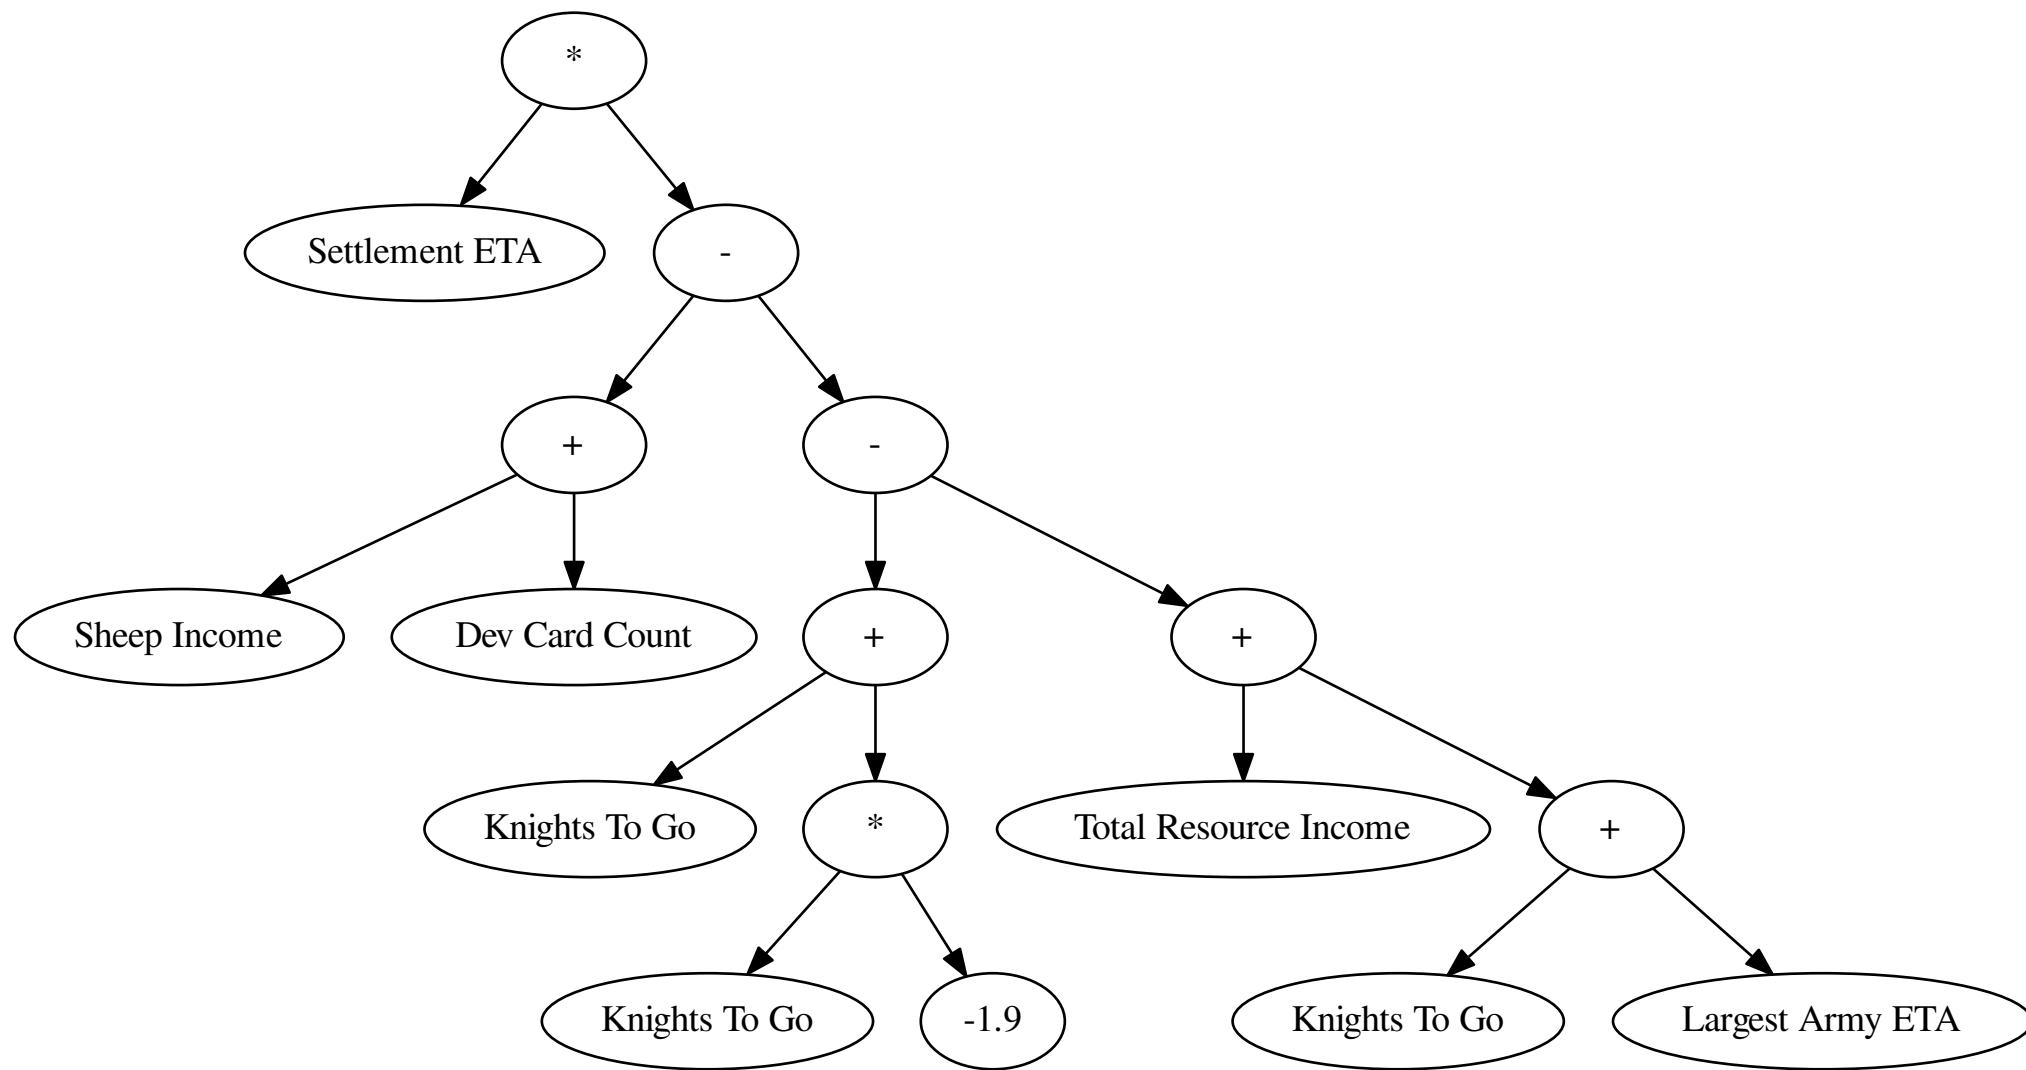 *
Settlement ETA
-
+
-
Sheep Income
Dev Card Count
+
+
Knights To Go
*
Total Resource Income
+
Knights To Go
-1.9
Knights To Go
Largest Army ETA